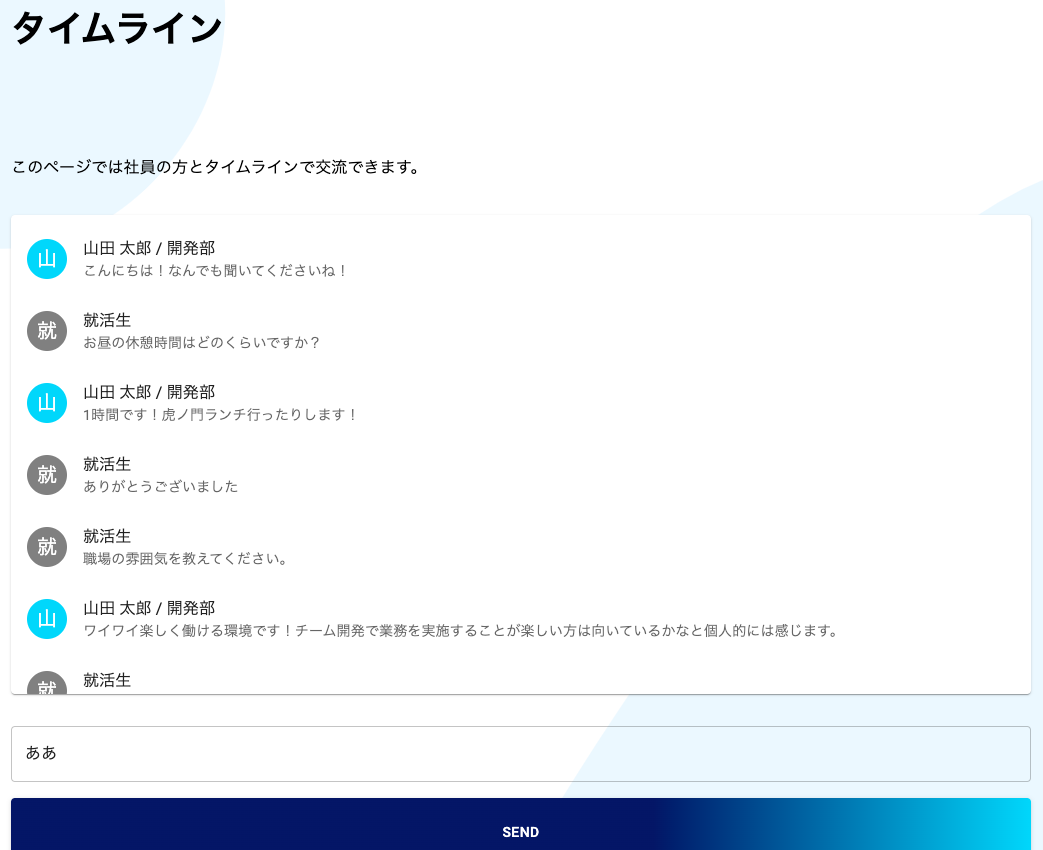 タイムライン
このページでは社員の方とタイムラインで交流できます。
山
山田 太郎 / 開発部
こんにちは！なんでも聞いてくださいね！
就
就活生
お昼の休憩時間はどのくらいですか？
山
山田 太郎 / 開発部
1時間です！虎ノ門ランチ行ったりします！
就
就活生
ありがとうございました
就
就活生
職場の雰囲気を教えてください。
山
山田 太郎 / 開発部
ワイワイ楽しく働ける環境です！チーム開発で業務を実施することが楽しい方は向いているかなと個人的には感じます。
就
就活生
ああ
SEND